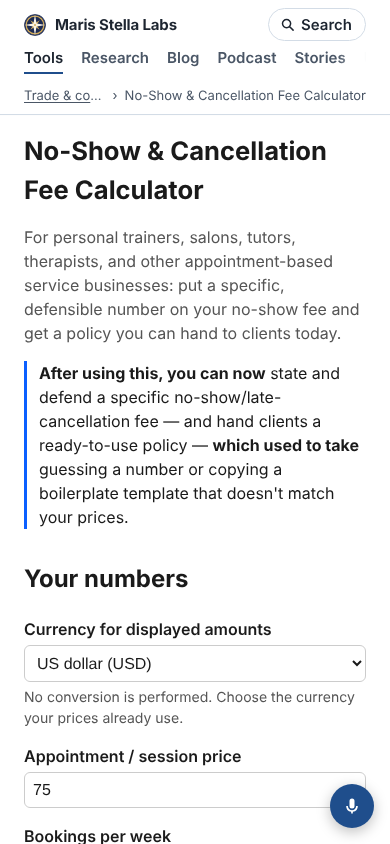 Maris Stella Labs
Search
Tools Research Blog Podcast Stories
Trade & co... › No-Show & Cancellation Fee Calculator
No-Show & Cancellation
Fee Calculator
For personal trainers, salons, tutors,
therapists, and other appointment-based
service businesses: put a specific,
defensible number on your no-show fee and
get a policy you can hand to clients today.
After using this, you can now state and
defend a specific no-show/late-
cancellation fee — and hand clients a
ready-to-use policy — which used to take
guessing a number or copying a
boilerplate template that doesn't match
your prices.
Your numbers
Currency for displayed amounts
US dollar (USD)
No conversion is performed. Choose the currency
your prices already use.
Appointment / session price
75
Bookings per week